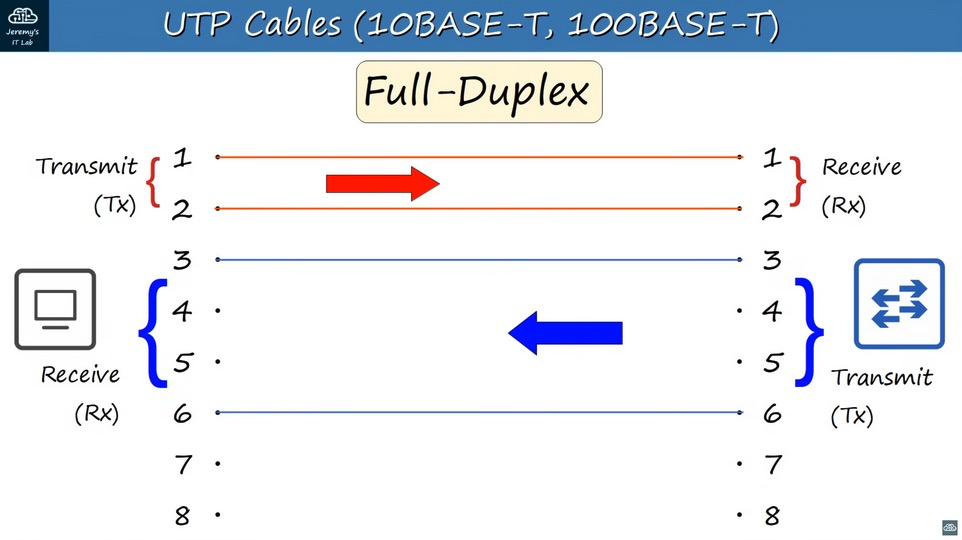 Jeremy's
IT Lab
UTP Cables (10BASE-T, 100BASE-T)
Full-Duplex
Transmit
(Tx)
1
2
3
4
5
6
7
8
Receive
(Rx)
1
2
3
4
5
6
7
8
Receive
(Rx)
Transmit
(Tx)